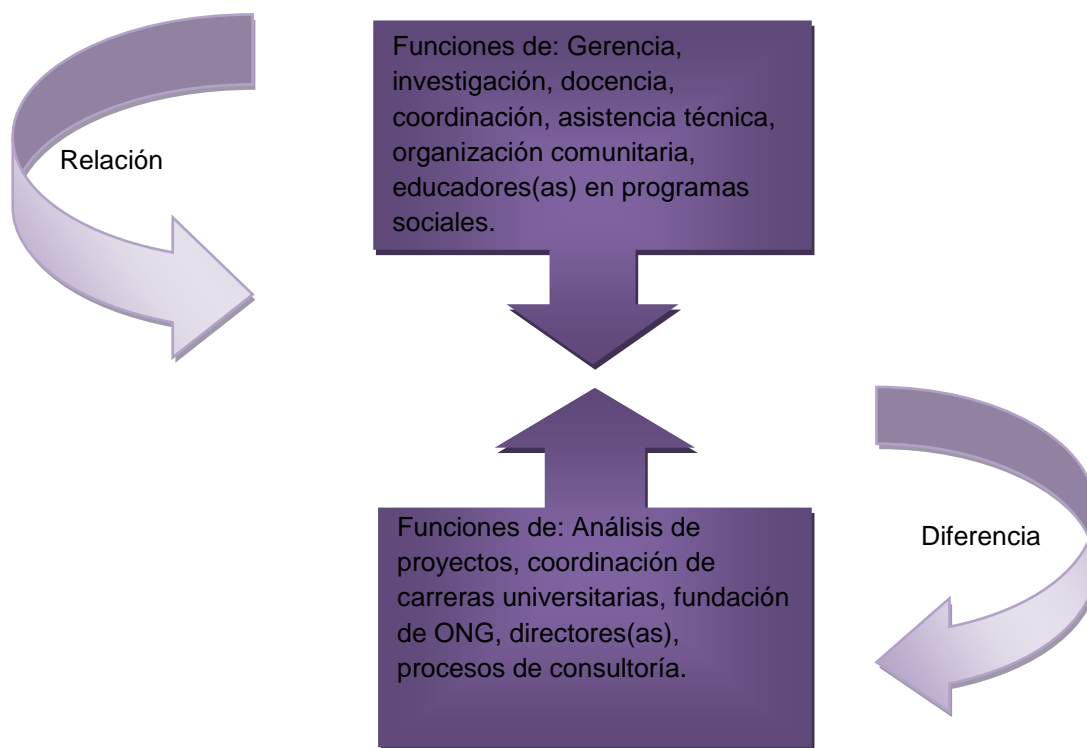 Funciones de: Gerencia,
investigación, docencia,
coordinación, asistencia técnica,
organización comunitaria,
educadores(as) en programas
sociales.
Relación
Funciones de: Análisis de
proyectos, coordinación de
carreras universitarias, fundación
de ONG, directores(as),
procesos de consultoría.
Diferencia